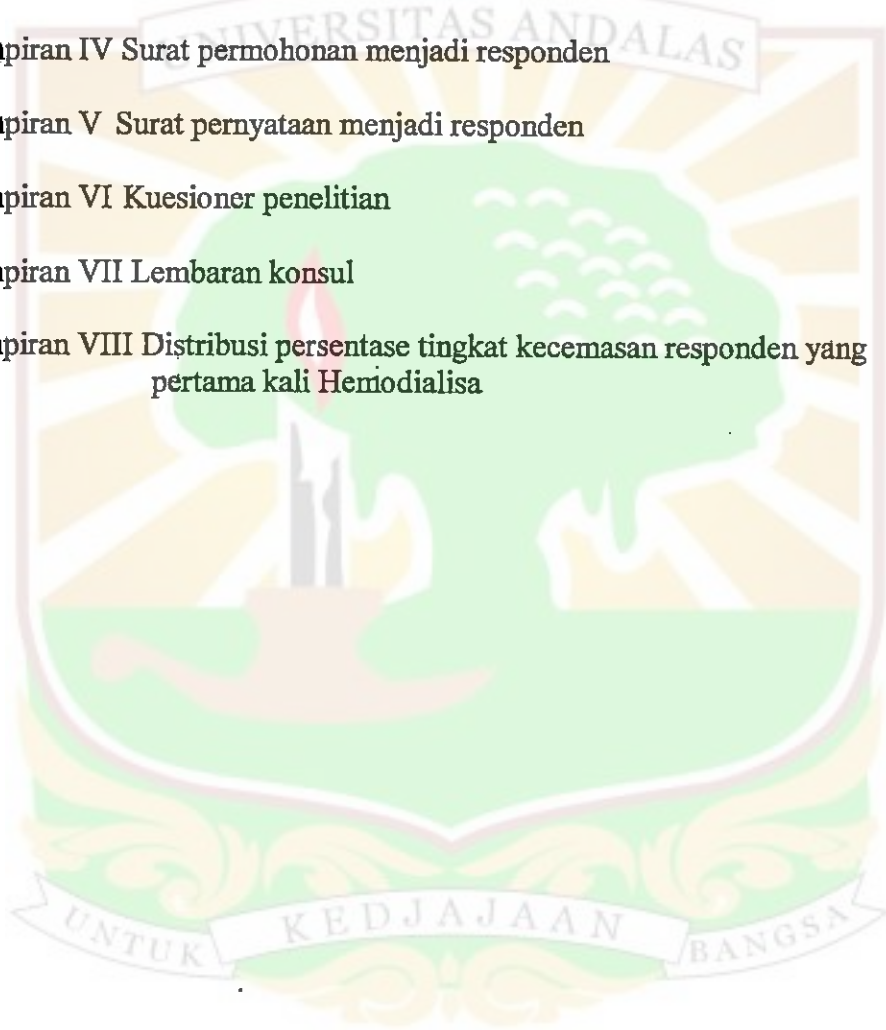 UNIVERSITAS ANDALAS
piran IV Surat permohonan menjadi responden
piran V Surat pernyataan menjadi responden
piran VI Kuesioner penelitian
piran VII Lembaran konsul
piran VIII Distribusi persentase tingkat kecemasan responden yang
pertama kali Hemodialisa
UNTUK KEDJAJAAN BANGSA